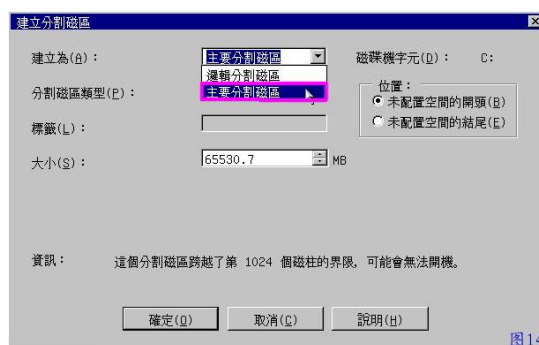 建立分割磁區
建立為(A)： 主要分割磁區 磁碟機字元(D)： C:
邏輯分割磁區
分割磁區類型(P)： 主要分割磁區
位置：
未配置空間的開頭(B)
標籤(L)： 未配置空間的結尾(E)
大小(S)： 65530.7 MB
資訊： 這個分割磁區跨越了第 1024 個磁柱的界限, 可能會無法開機。
確定(O) 取消(C) 說明(H)
图14